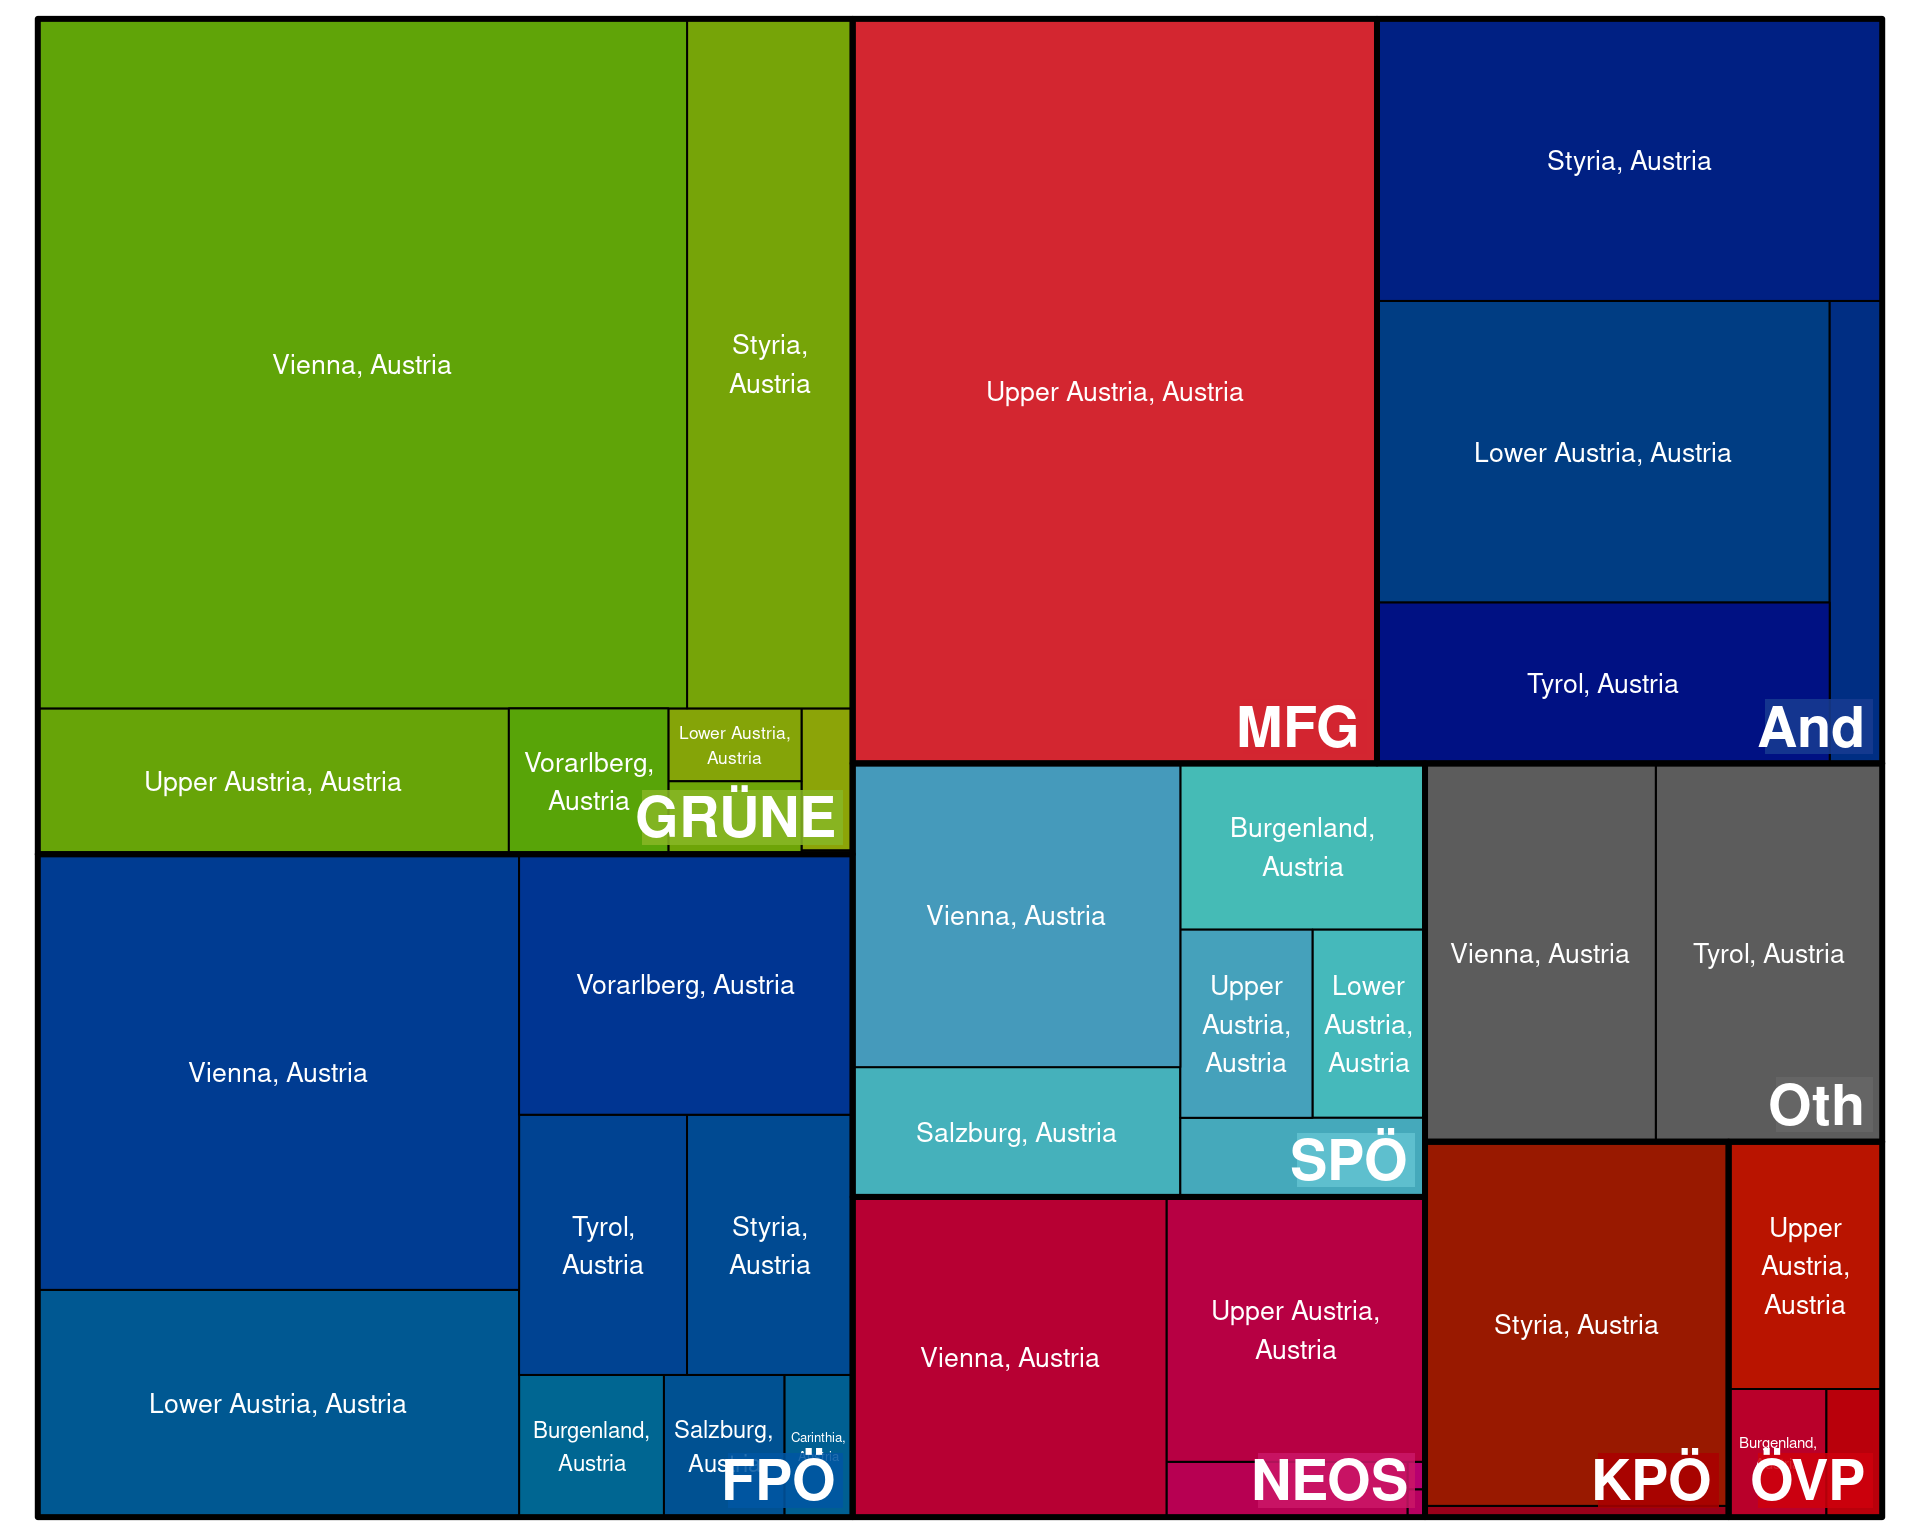 Vienna, Austria
Styria,
Austria
Upper Austria, Austria
Vorarlberg,
Austria
Lower Austria,
Austria
GRÜNE
Upper Austria, Austria
MFG
Styria, Austria
Lower Austria, Austria
Tyrol, Austria
And
Vienna, Austria
Vorarlberg, Austria
Tyrol,
Austria
Styria,
Austria
Lower Austria, Austria
Burgenland,
Austria
Salzburg,
Austria
Carinthia,
FPÖ
Vienna, Austria
Burgenland,
Austria
Upper
Austria,
Austria
Lower
Austria,
Austria
Salzburg, Austria
SPÖ
Vienna, Austria
Tyrol, Austria
Oth
Vienna, Austria
Upper Austria,
Austria
NEOS
Styria, Austria
KPÖ
Upper
Austria,
Austria
Burgenland,
ÖVP